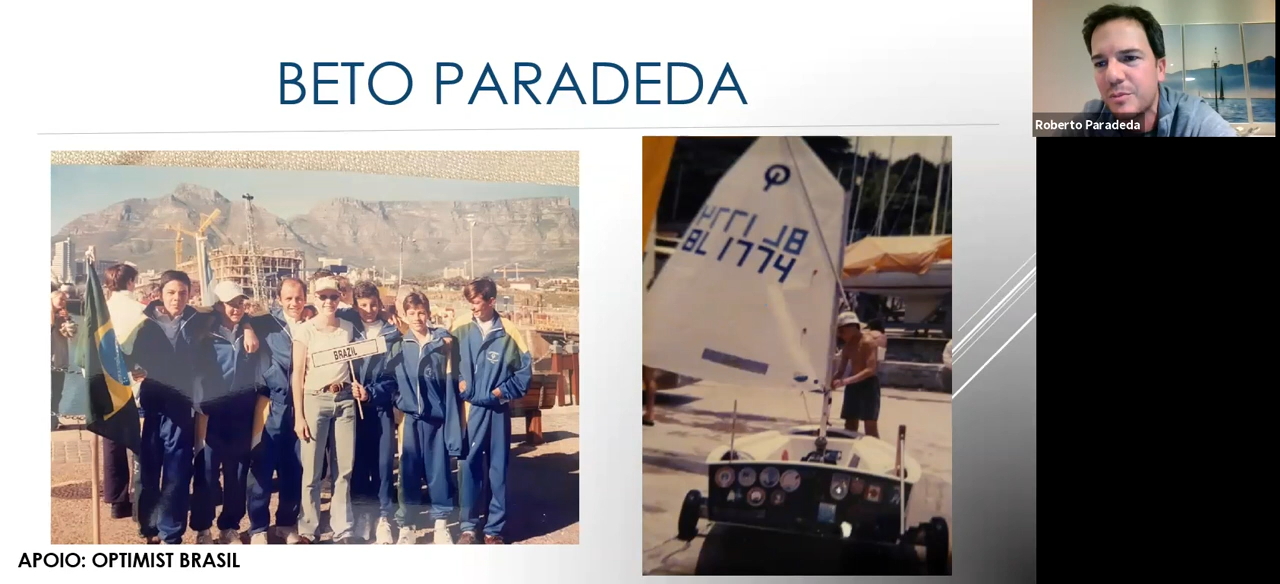 BETO PARADEDA
Roberto Paradeda
BRAZIL
BL 1774
APOIO: OPTIMIST BRASIL